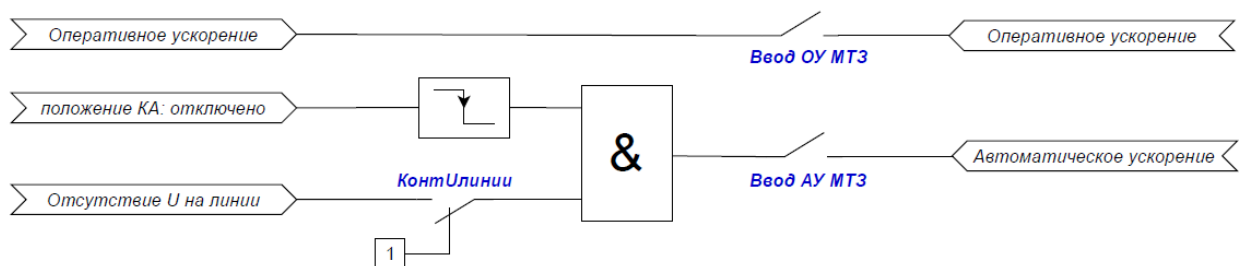 Оперативное ускорение
Ввод ОУ МТЗ
Оперативное ускорение
положение КА: отключено
&
Ввод АУ МТЗ
Автоматическое ускорение
КонтUлинии
Отсутствие U на линии
1